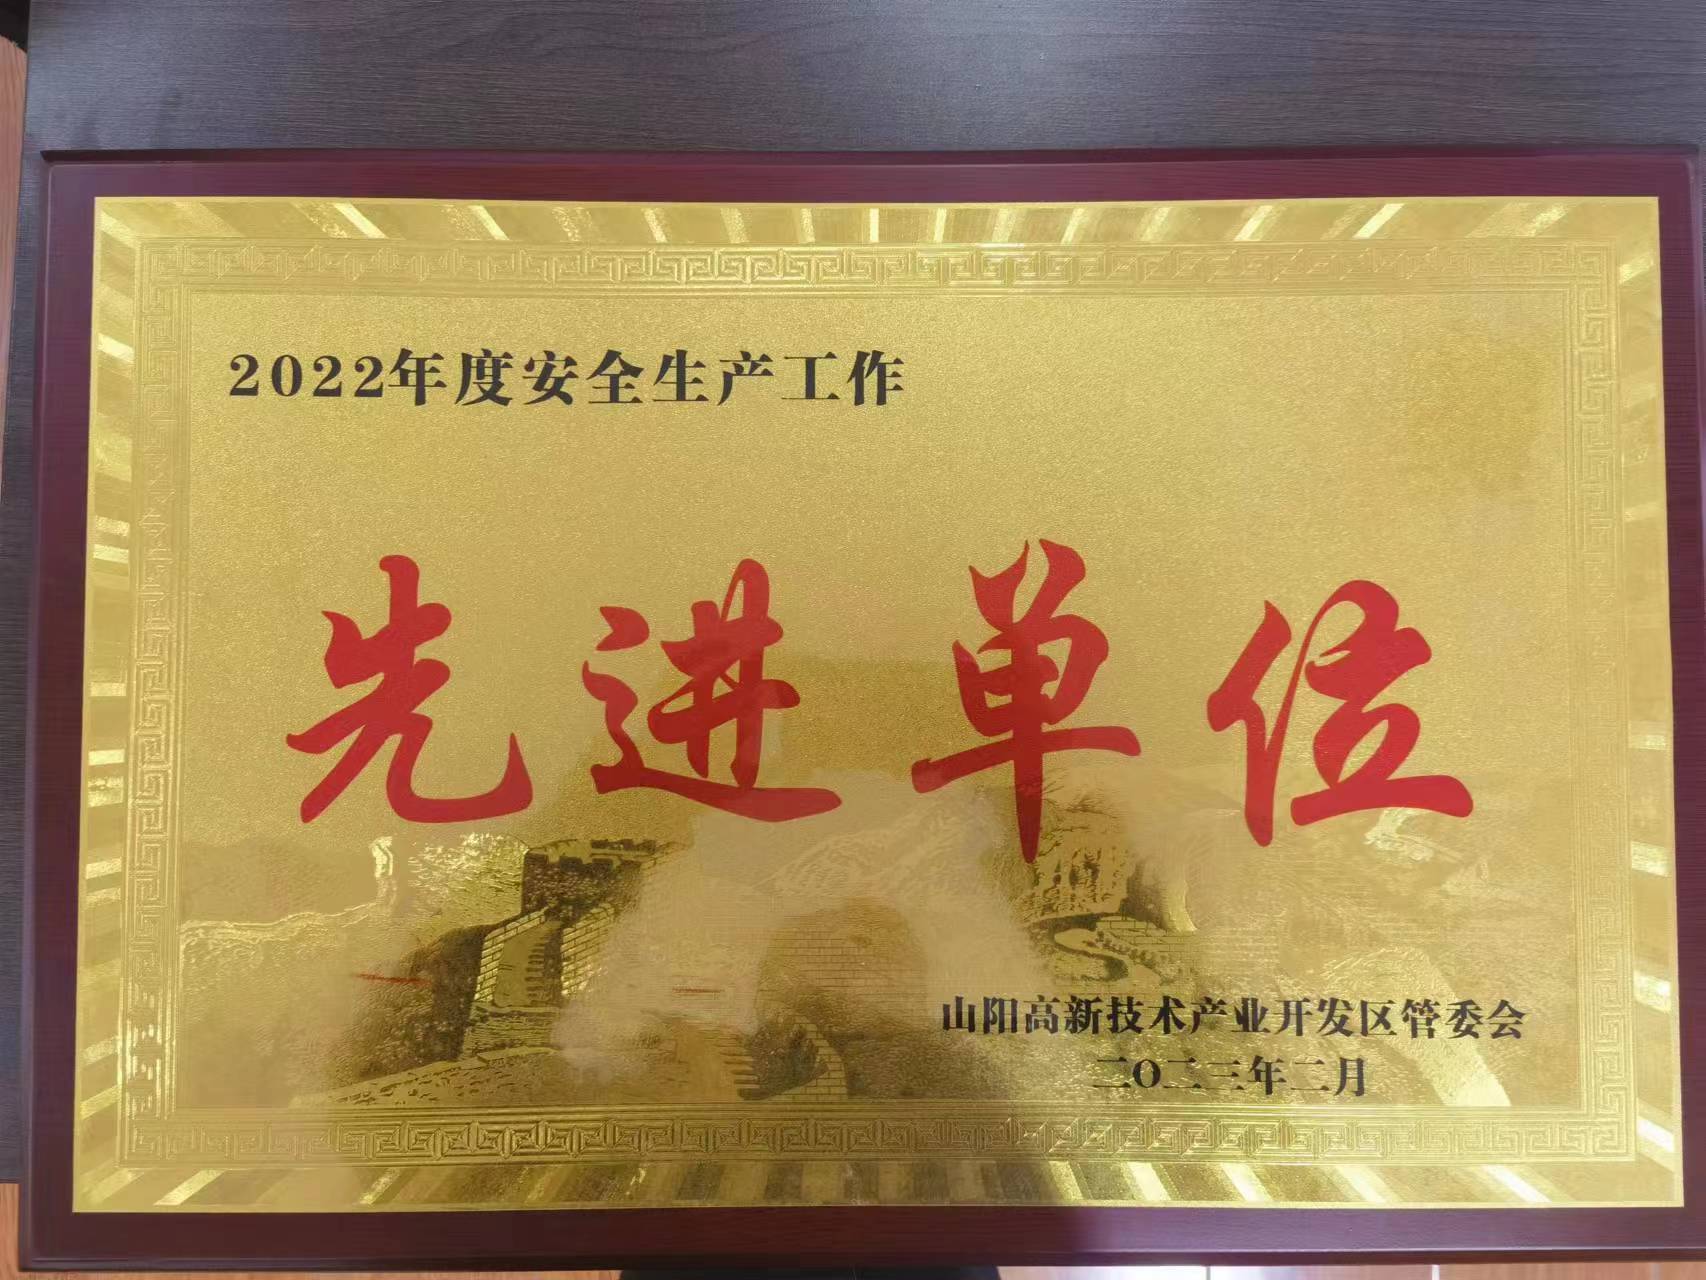 2022年度安全生产工作
先进单位
山阳高新技术产业开发区管委会
二〇二三年二月